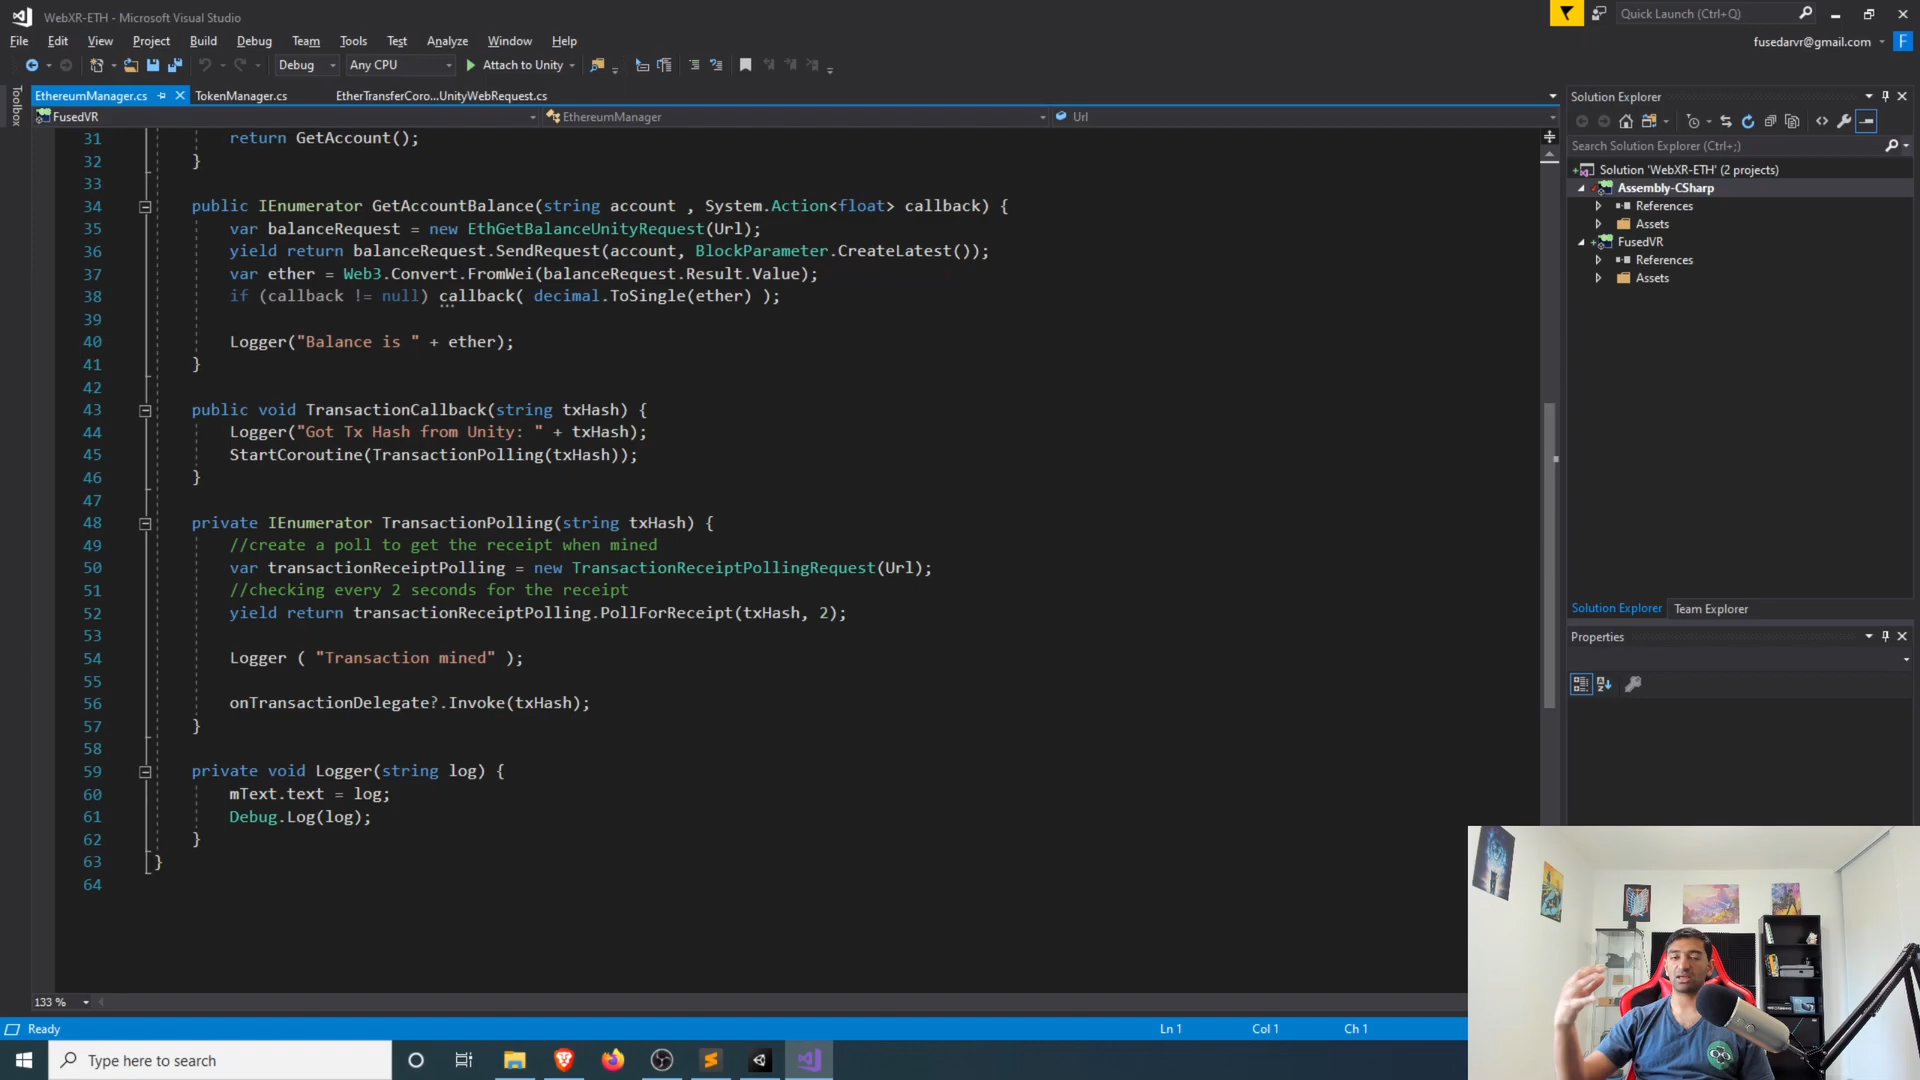 WebXR-ETH - Microsoft Visual Studio
Quick Launch (Ctrl+Q)
File Edit View Project Build Debug Team Tools Test Analyze Window Help
fusedarvr@gmail.com F
Debug Any CPU Attach to Unity
Toolbox
EthereumManager.cs TokenManager.cs EtherTransferCoro...UnityWebRequest.cs
FusedVR EthereumManager Url
31 return GetAccount();
32 }
33
34 public IEnumerator GetAccountBalance(string account , System.Action<float> callback) {
35 var balanceRequest = new EthGetBalanceUnityRequest(Url);
36 yield return balanceRequest.SendRequest(account, BlockParameter.CreateLatest());
37 var ether = Web3.Convert.FromWei(balanceRequest.Result.Value);
38 if (callback != null) callback( decimal.ToSingle(ether) );
39
40 Logger("Balance is " + ether);
41 }
42
43 public void TransactionCallback(string txHash) {
44 Logger("Got Tx Hash from Unity: " + txHash);
45 StartCoroutine(TransactionPolling(txHash));
46 }
47
48 private IEnumerator TransactionPolling(string txHash) {
49 //create a poll to get the receipt when mined
50 var transactionReceiptPolling = new TransactionReceiptPollingRequest(Url);
51 //checking every 2 seconds for the receipt
52 yield return transactionReceiptPolling.PollForReceipt(txHash, 2);
53
54 Logger ( "Transaction mined" );
55
56 onTransactionDelegate?.Invoke(txHash);
57 }
58
59 private void Logger(string log) {
60 mText.text = log;
61 Debug.Log(log);
62 }
63 }
64
133 %
Solution Explorer
Search Solution Explorer (Ctrl+;)
Solution 'WebXR-ETH' (2 projects)
Assembly-CSharp
References
Assets
FusedVR
References
Assets
Solution Explorer Team Explorer
Properties
Ready Ln 1 Col 1 Ch 1
Type here to search